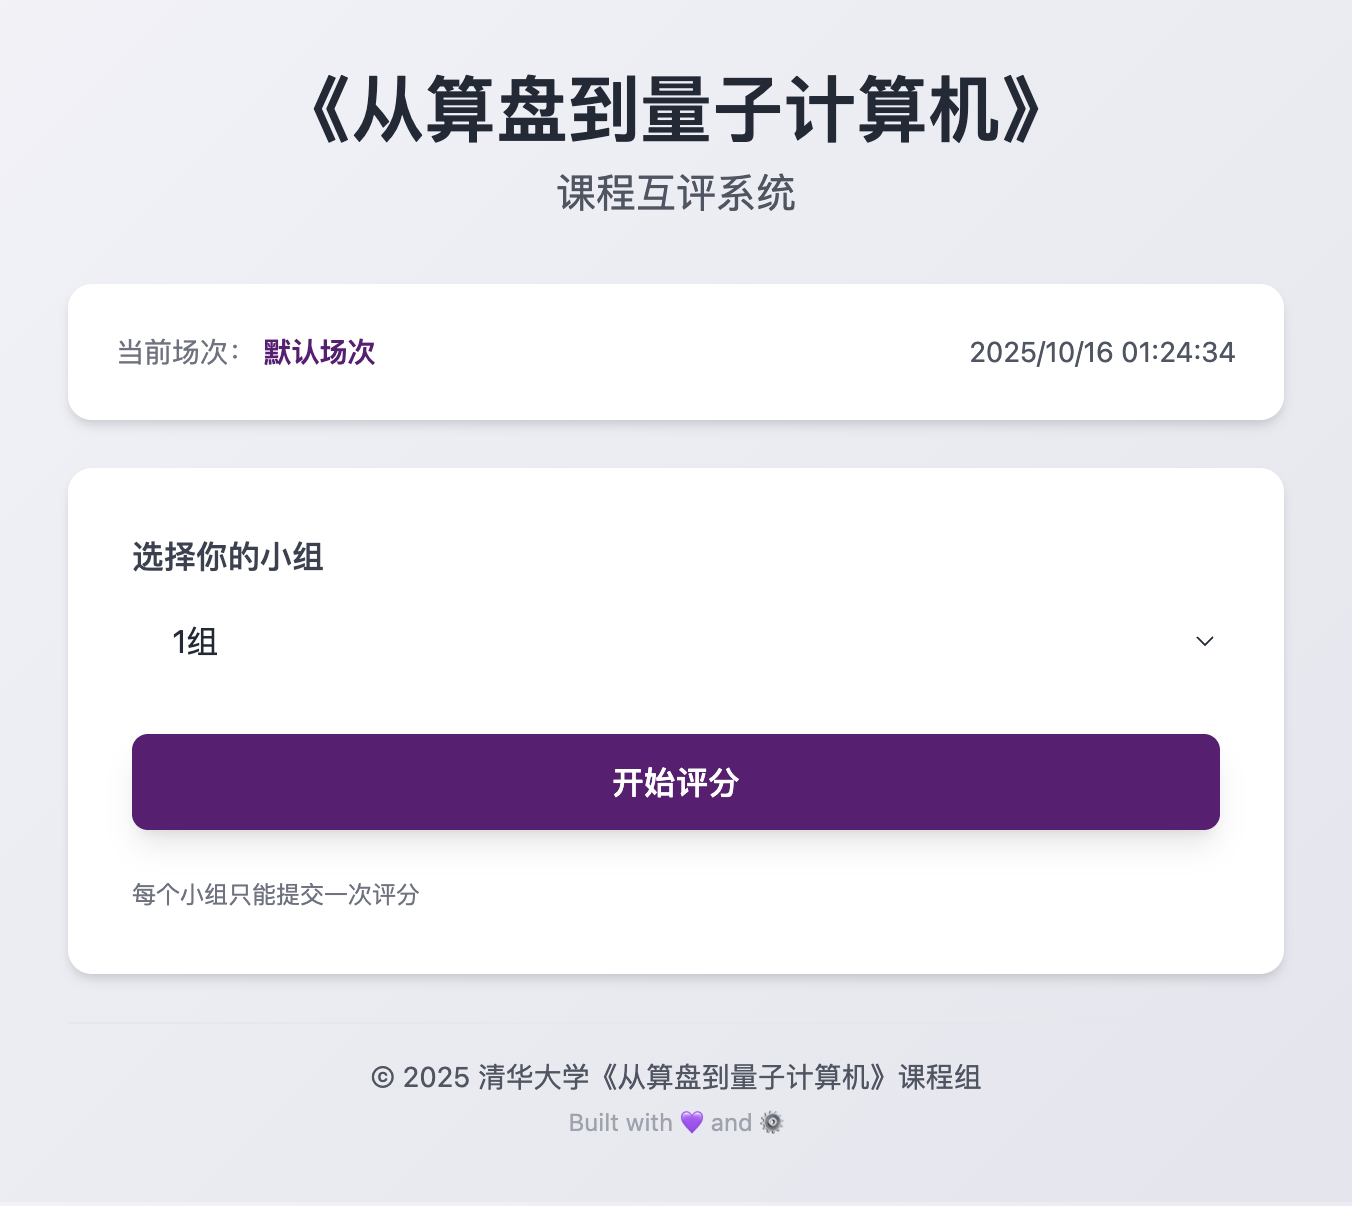 《从算盘到量子计算机》
课程互评系统
当前场次： 默认场次 2025/10/16 01:24:34
选择你的小组
1组
开始评分
每个小组只能提交一次评分
© 2025 清华大学《从算盘到量子计算机》课程组
Built with 💜 and ⚙️